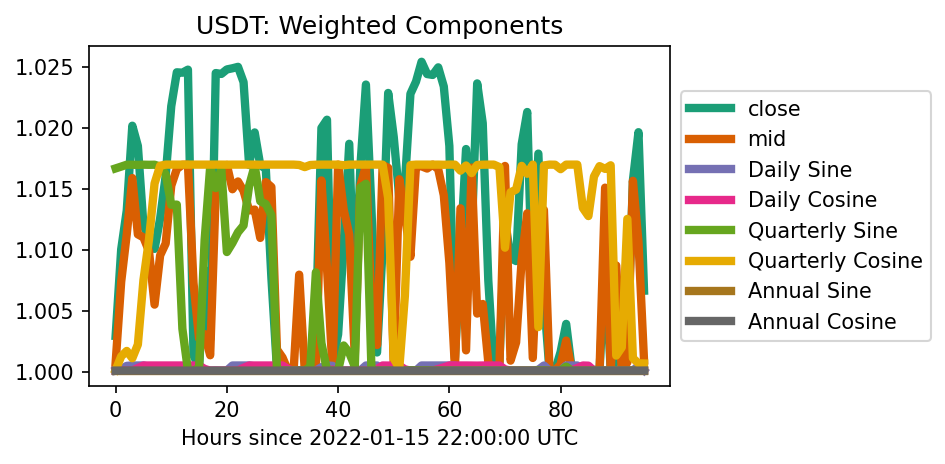 USDT: Weighted Components
1.025
1.020
1.015
1.010
1.005
1.000
0 20 40 60 80
Hours since 2022-01-15 22:00:00 UTC
close
mid
Daily Sine
Daily Cosine
Quarterly Sine
Quarterly Cosine
Annual Sine
Annual Cosine